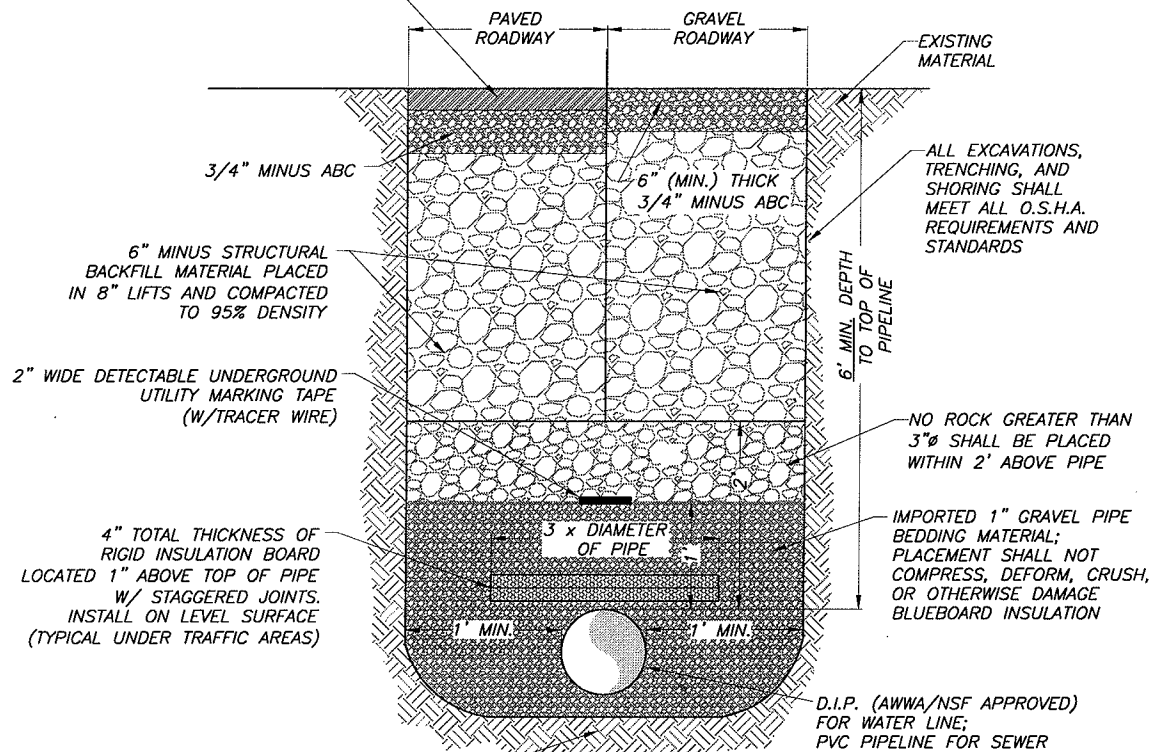 PAVED
ROADWAY
GRAVEL
ROADWAY
EXISTING
MATERIAL
3/4" MINUS ABC
6" (MIN.) THICK
3/4" MINUS ABC
ALL EXCAVATIONS,
TRENCHING, AND
SHORING SHALL
MEET ALL O.S.H.A.
REQUIREMENTS AND
STANDARDS
6" MINUS STRUCTURAL
BACKFILL MATERIAL PLACED
IN 8" LIFTS AND COMPACTED
TO 95% DENSITY
6' MIN. DEPTH
TO TOP OF
PIPELINE
2" WIDE DETECTABLE UNDERGROUND
UTILITY MARKING TAPE
(W/TRACER WIRE)
NO ROCK GREATER THAN
3"ø SHALL BE PLACED
WITHIN 2' ABOVE PIPE
2'
3 x DIAMETER
OF PIPE
1'
4" TOTAL THICKNESS OF
RIGID INSULATION BOARD
LOCATED 1" ABOVE TOP OF PIPE
W/ STAGGERED JOINTS.
INSTALL ON LEVEL SURFACE
(TYPICAL UNDER TRAFFIC AREAS)
IMPORTED 1" GRAVEL PIPE
BEDDING MATERIAL;
PLACEMENT SHALL NOT
COMPRESS, DEFORM, CRUSH,
OR OTHERWISE DAMAGE
BLUEBOARD INSULATION
1' MIN.
1' MIN.
D.I.P. (AWWA/NSF APPROVED)
FOR WATER LINE;
PVC PIPELINE FOR SEWER